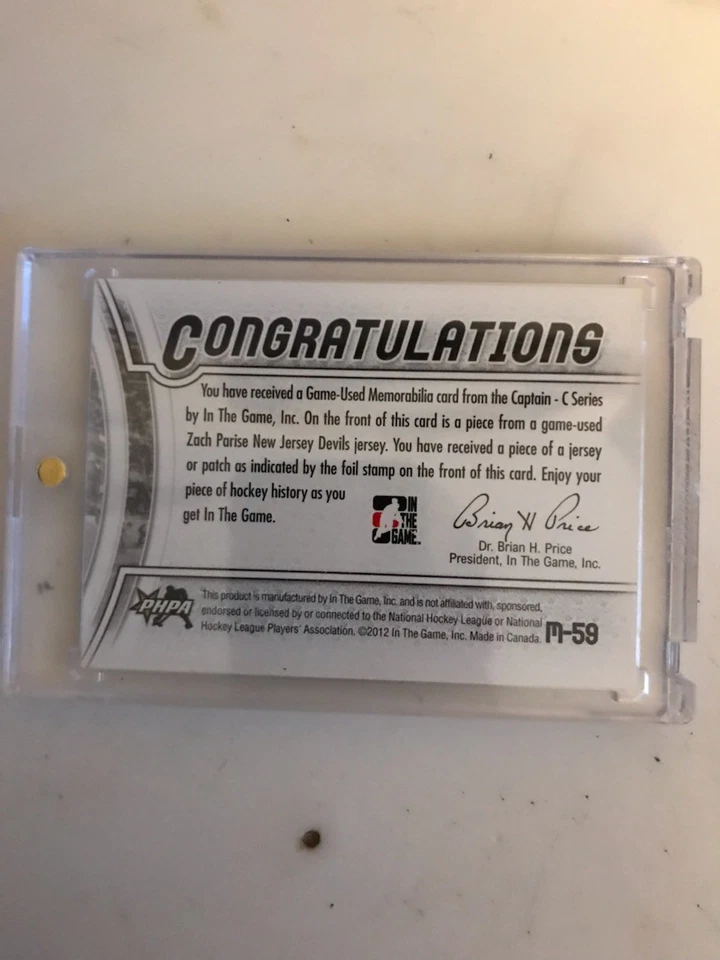 CONGRATULATIONS
You have received a Game-Used Memorabilia card from the Captain - C Series
by In The Game, Inc. On the front of this card is a piece from a game-used
Zach Parise New Jersey Devils jersey. You have received a piece of a jersey
or patch as indicated by the foil stamp on the front of this card. Enjoy your
piece of hockey history as you
get In The Game.
IN
THE
GAME.
Brian H Price
Dr. Brian H. Price
President, In The Game, Inc.
PHPA
This product is manufactured by In The Game, Inc. and is not affiliated with, sponsored,
endorsed or licensed by or connected to the National Hockey League or National
Hockey League Players' Association. ©2012 In The Game, Inc. Made in Canada.
M-59